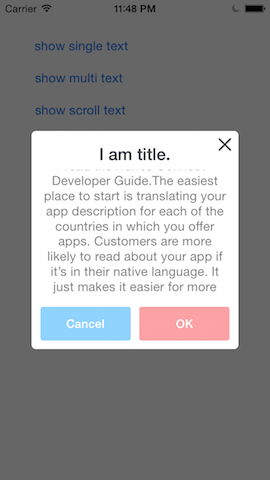 Carrier 11:48 PM
show single text
show multi text
show scroll text
I am title.
Developer Guide.The easiest
place to start is translating your
app description for each of the
countries in which you offer
apps. Customers are more
likely to read about your app if
it's in their native language. It
just makes it easier for more
Cancel OK